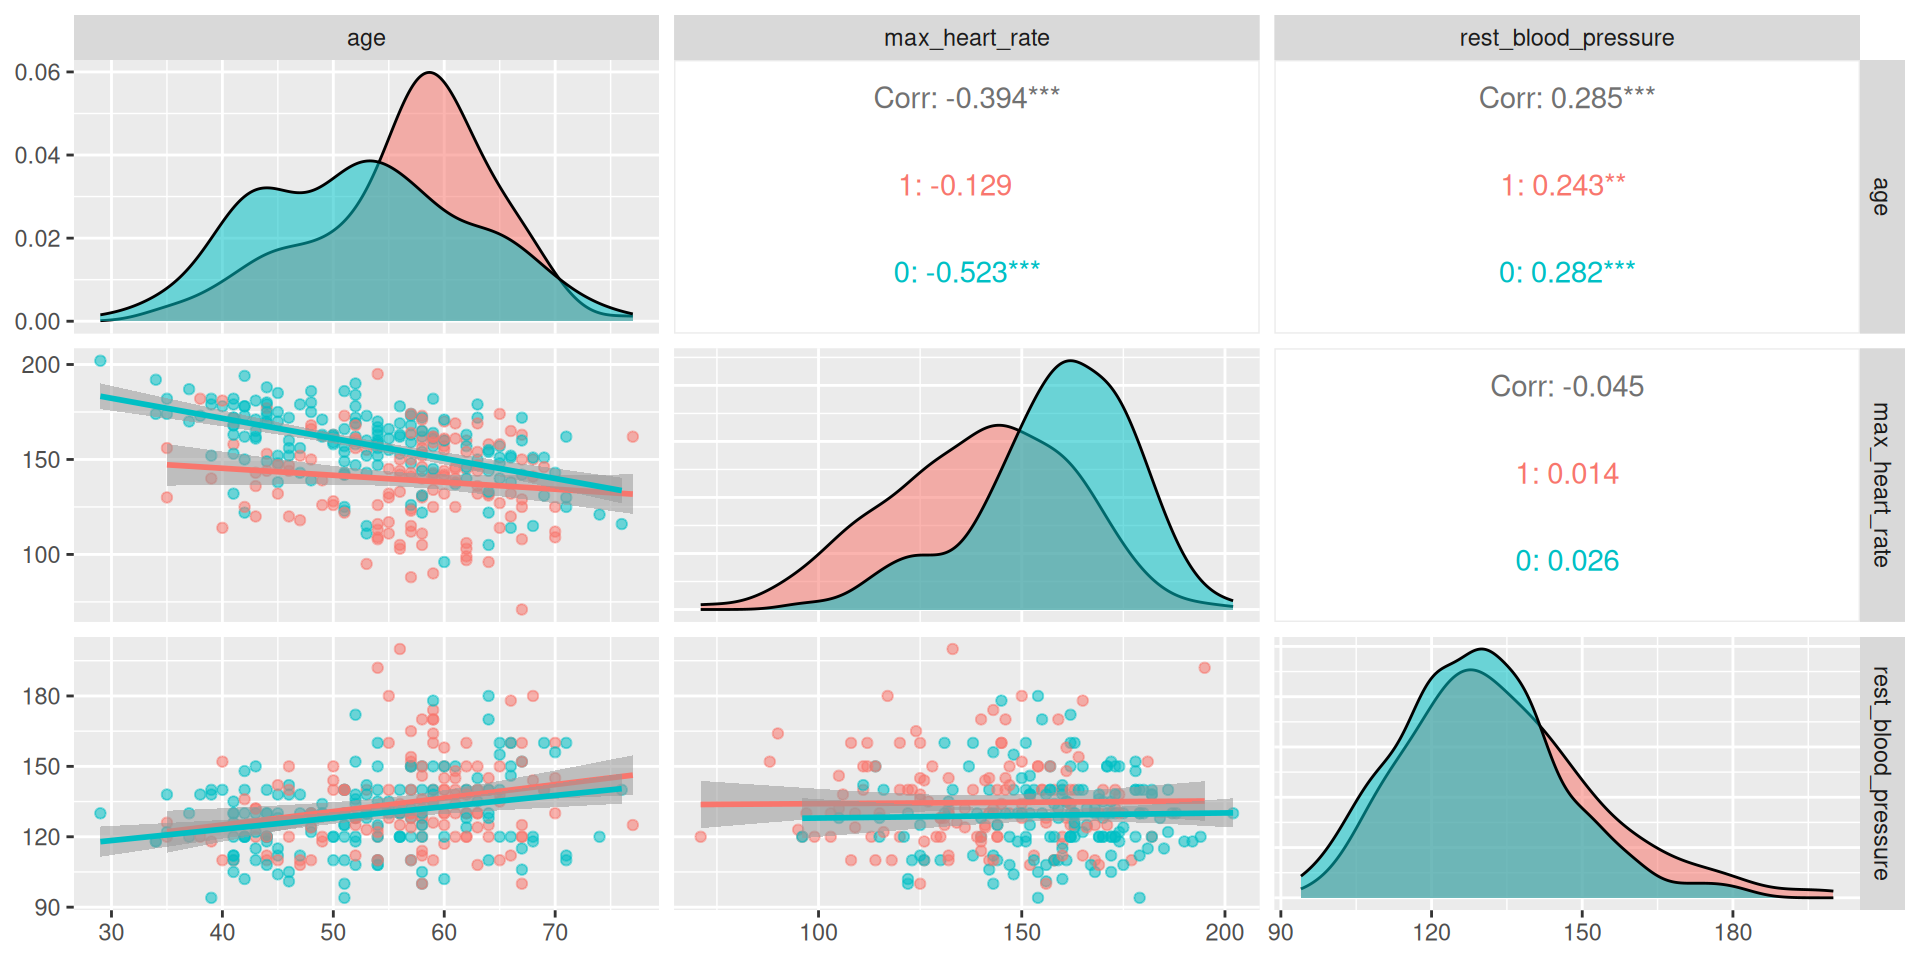 age
max_heart_rate
rest_blood_pressure
0.06
0.04
0.02
0.00
Corr: -0.394***
1: -0.129
0: -0.523***
Corr: 0.285***
1: 0.243**
0: 0.282***
age
200
150
100
Corr: -0.045
1: 0.014
0: 0.026
max_heart_rate
180
150
120
90
rest_blood_pressure
30 40 50 60 70
100 150 200
90 120 150 180